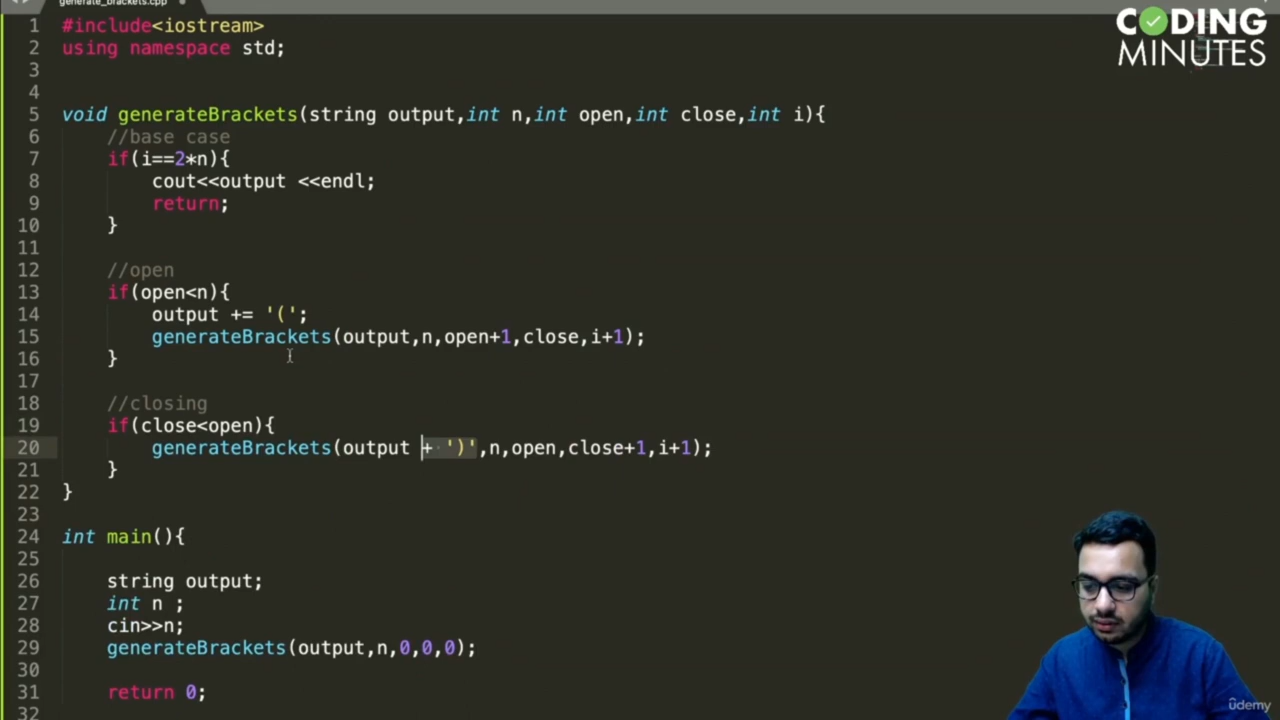 generate_brackets.cpp
CODING
MINUTES
1 #include<iostream>
2 using namespace std;
3
4
5 void generateBrackets(string output,int n,int open,int close,int i){
6 //base case
7 if(i==2*n){
8 cout<<output <<endl;
9 return;
10 }
11
12 //open
13 if(open<n){
14 output += '(';
15 generateBrackets(output,n,open+1,close,i+1);
16 }
17
18 //closing
19 if(close<open){
20 generateBrackets(output + ')',n,open,close+1,i+1);
21 }
22 }
23
24 int main(){
25
26 string output;
27 int n ;
28 cin>>n;
29 generateBrackets(output,n,0,0,0);
30
31 return 0;
32
ûdemy